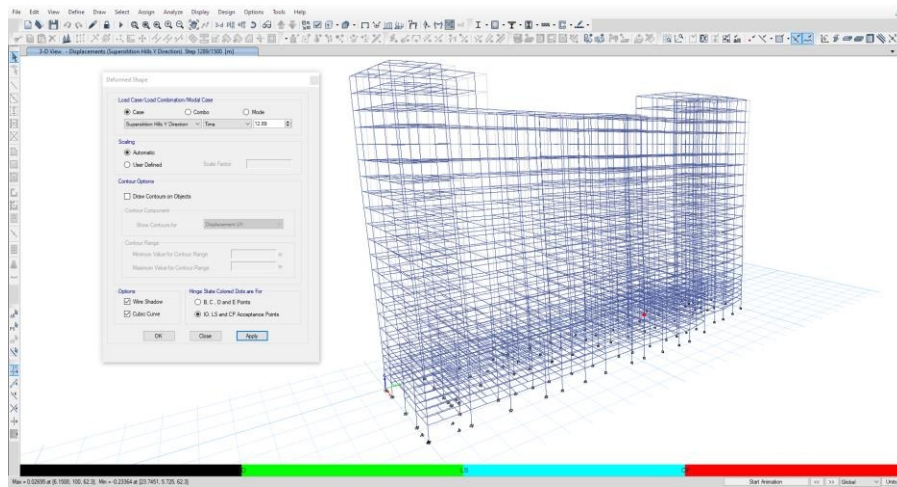 File Edit View Define Draw Select Assign Analyze Display Design Options Tools Help
3-D View - Displacements (Superstition Hills Y Direction) Step 1289/1500 [m]
Deformed Shape
Load Case/Load Combination/Modal Case
Case Combo Mode
Superstition Hills Y Direction Time 12.88
Scaling
Automatic
User Defined Scale Factor
Contour Options
Draw Contours on Objects
Contour Component
Show Contours for Displacement UX
Contour Range
Minimum Value for Contour Range m
Maximum Value for Contour Range m
Options Hinge State Colored Dots are For
Wire Shadow B, C, D and E Points
Cubic Curve IO, LS and CP Acceptance Points
OK Close Apply
LS CP
Start Animation << >> Global